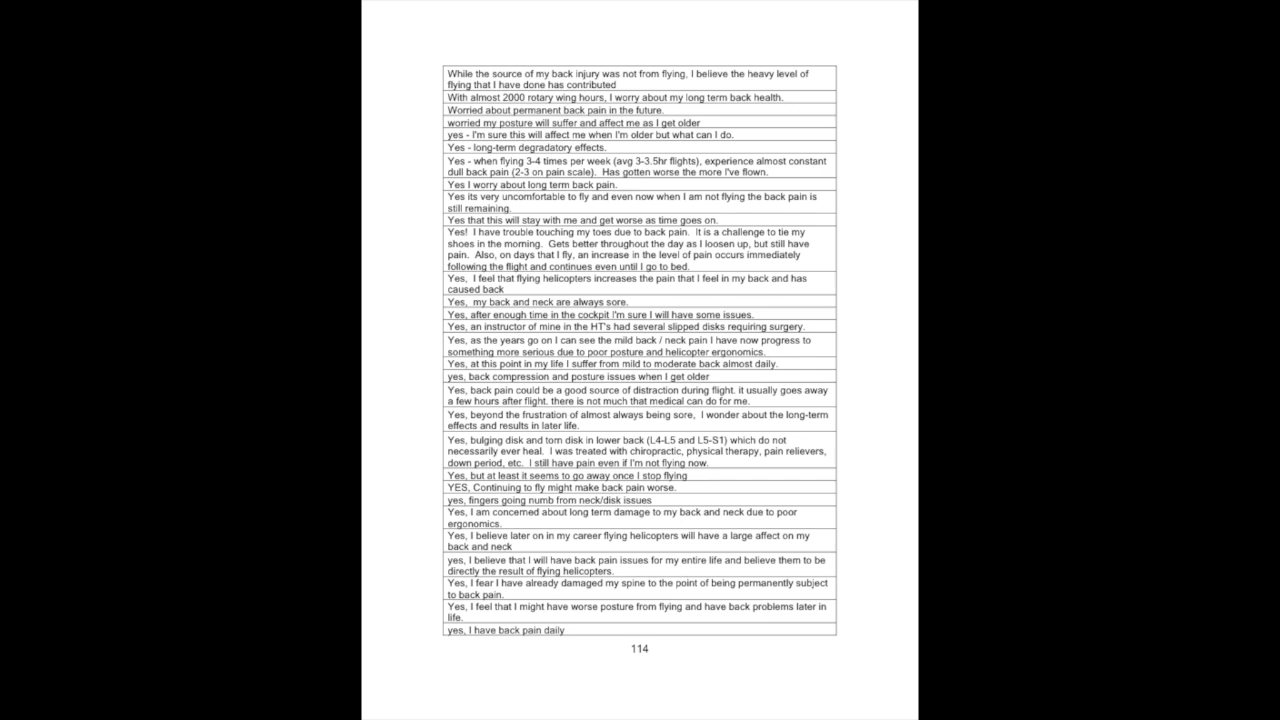 While the source of my back injury was not from flying, I believe the heavy level of
flying that I have done has contributed
With almost 2000 rotary wing hours, I worry about my long term back health.
Worried about permanent back pain in the future.
worried my posture will suffer and affect me as I get older
yes - I'm sure this will affect me when I'm older but what can I do.
Yes - long-term degradatory effects.
Yes - when flying 3-4 times per week (avg 3-3.5hr flights), experience almost constant
dull back pain (2-3 on pain scale).  Has gotten worse the more I've flown.
Yes I worry about long term back pain.
Yes its very uncomfortable to fly and even now when I am not flying the back pain is
still remaining.
Yes that this will stay with me and get worse as time goes on.
Yes!  I have trouble touching my toes due to back pain.  It is a challenge to tie my
shoes in the morning.  Gets better throughout the day as I loosen up, but still have
pain.  Also, on days that I fly, an increase in the level of pain occurs immediately
following the flight and continues even until I go to bed.
Yes,  I feel that flying helicopters increases the pain that I feel in my back and has
caused back
Yes,  my back and neck are always sore.
Yes, after enough time in the cockpit I'm sure I will have some issues.
Yes, an instructor of mine in the HT's had several slipped disks requiring surgery.
Yes, as the years go on I can see the mild back / neck pain I have now progress to
something more serious due to poor posture and helicopter ergonomics.
Yes, at this point in my life I suffer from mild to moderate back almost daily.
yes, back compression and posture issues when I get older
Yes, back pain could be a good source of distraction during flight. it usually goes away
a few hours after flight. there is not much that medical can do for me.
Yes, beyond the frustration of almost always being sore,  I wonder about the long-term
effects and results in later life.
Yes, bulging disk and torn disk in lower back (L4-L5 and L5-S1) which do not
necessarily ever heal.  I was treated with chiropractic, physical therapy, pain relievers,
down period, etc.  I still have pain even if I'm not flying now.
Yes, but at least it seems to go away once I stop flying
YES, Continuing to fly might make back pain worse.
yes, fingers going numb from neck/disk issues
Yes, I am concerned about long term damage to my back and neck due to poor
ergonomics.
Yes, I believe later on in my career flying helicopters will have a large affect on my
back and neck
yes, I believe that I will have back pain issues for my entire life and believe them to be
directly the result of flying helicopters.
Yes, I fear I have already damaged my spine to the point of being permanently subject
to back pain.
Yes, I feel that I might have worse posture from flying and have back problems later in
life.
yes, I have back pain daily
114